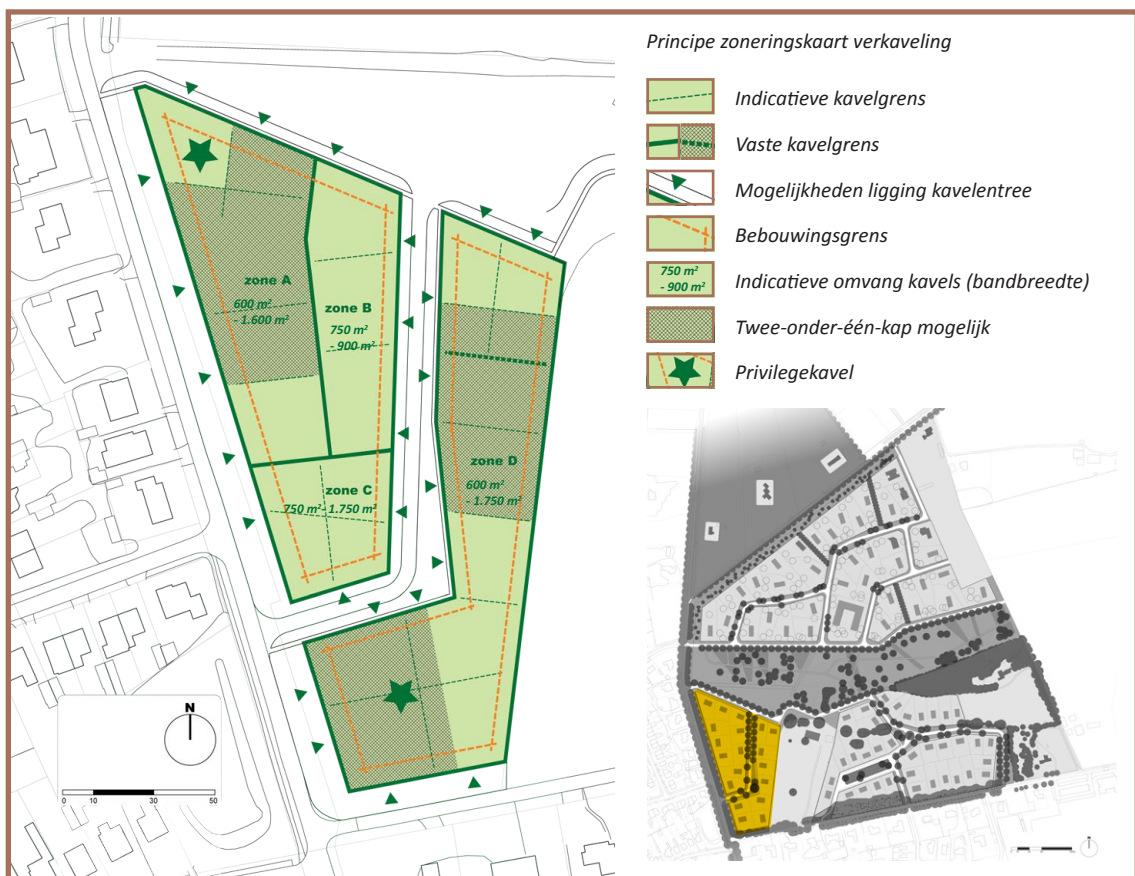 Principe zoneringskaart verkaveling
Indicatieve kavelgrens
Vaste kavelgrens
Mogelijkheden ligging kavelentree
Bebouwingsgrens
750 m²
- 900 m²
Indicatieve omvang kavels (bandbreedte)
Twee-onder-één-kap mogelijk
Privilegekavel
zone A
600 m²
- 1.600 m²
zone B
750 m²
- 900 m²
zone C
750 m² - 1.750 m²
zone D
600 m²
- 1.750 m²
N
0 10 30 50